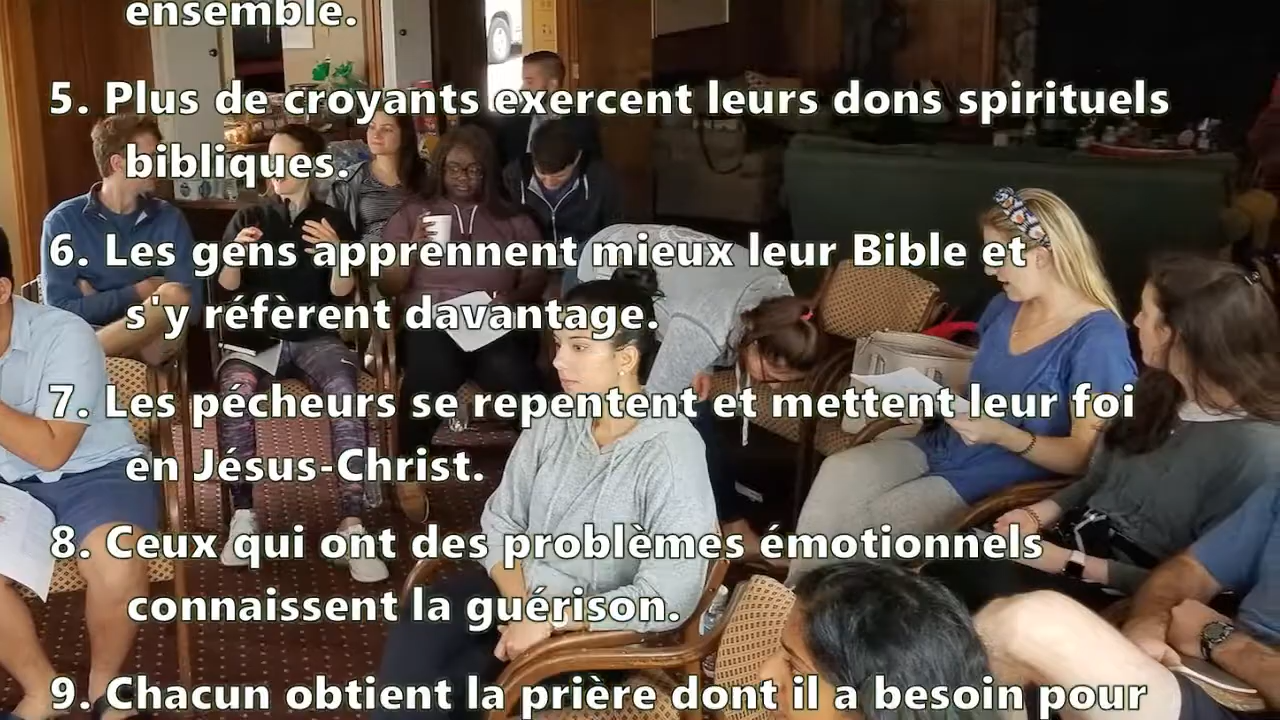 ensemble.
5. Plus de croyants exercent leurs dons spirituels
bibliques.
6. Les gens apprennent mieux leur Bible et
s'y réfèrent davantage.
7. Les pécheurs se repentent et mettent leur foi
en Jésus-Christ.
8. Ceux qui ont des problèmes émotionnels
connaissent la guérison.
9. Chacun obtient la prière dont il a besoin pour